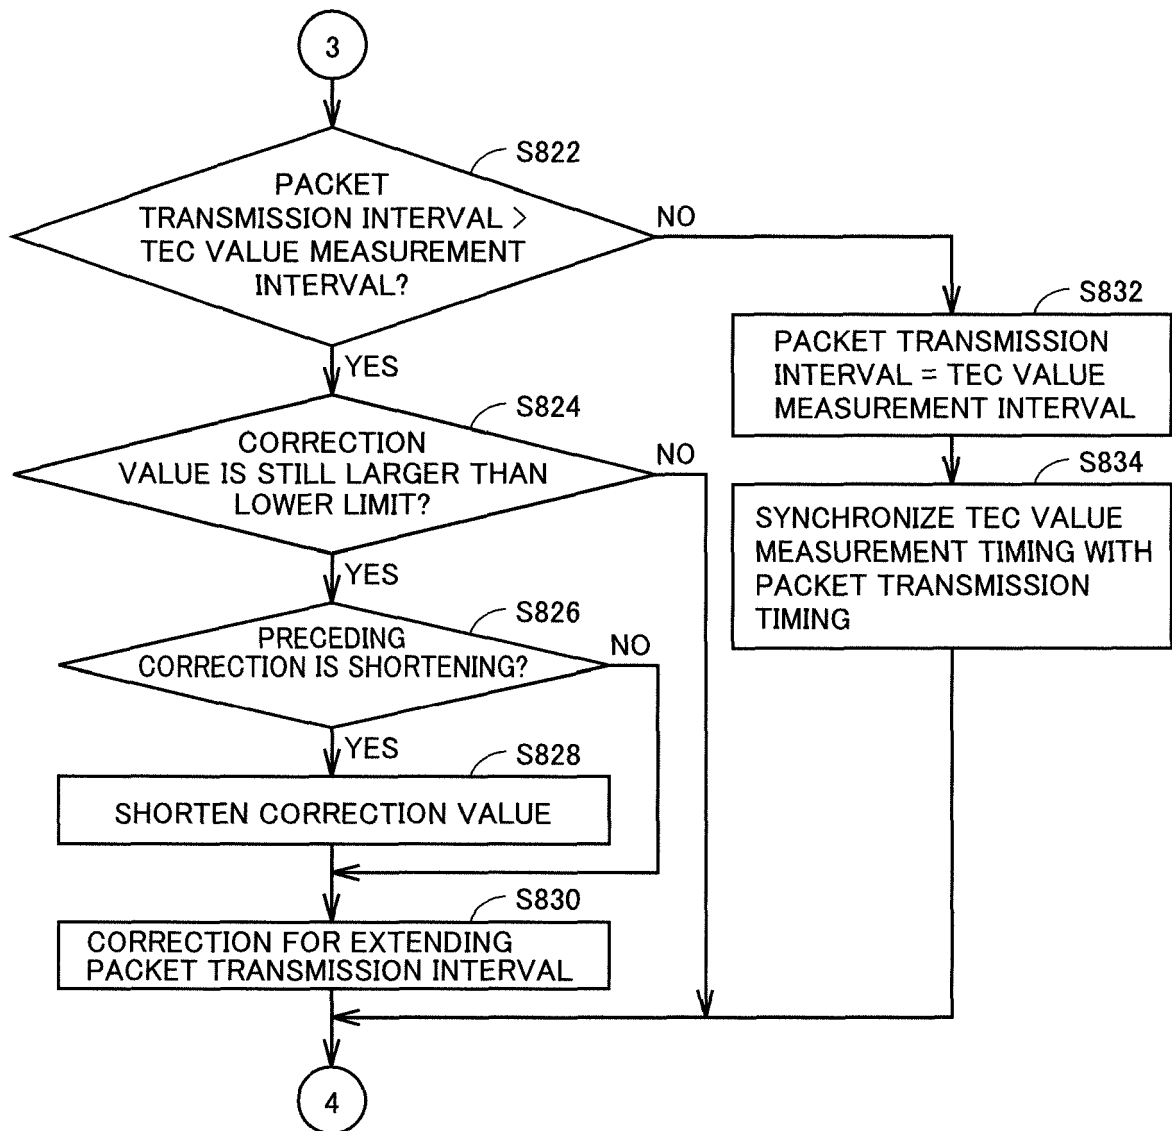 3
S822
PACKET
TRANSMISSION INTERVAL >
TEC VALUE MEASUREMENT
INTERVAL?
NO
YES
S832
PACKET TRANSMISSION
INTERVAL = TEC VALUE
MEASUREMENT INTERVAL
S824
CORRECTION
VALUE IS STILL LARGER THAN
LOWER LIMIT?
NO
YES
S834
SYNCHRONIZE TEC VALUE
MEASUREMENT TIMING WITH
PACKET TRANSMISSION
TIMING
S826
PRECEDING
CORRECTION IS SHORTENING?
NO
YES
S828
SHORTEN CORRECTION VALUE
S830
CORRECTION FOR EXTENDING
PACKET TRANSMISSION INTERVAL
4